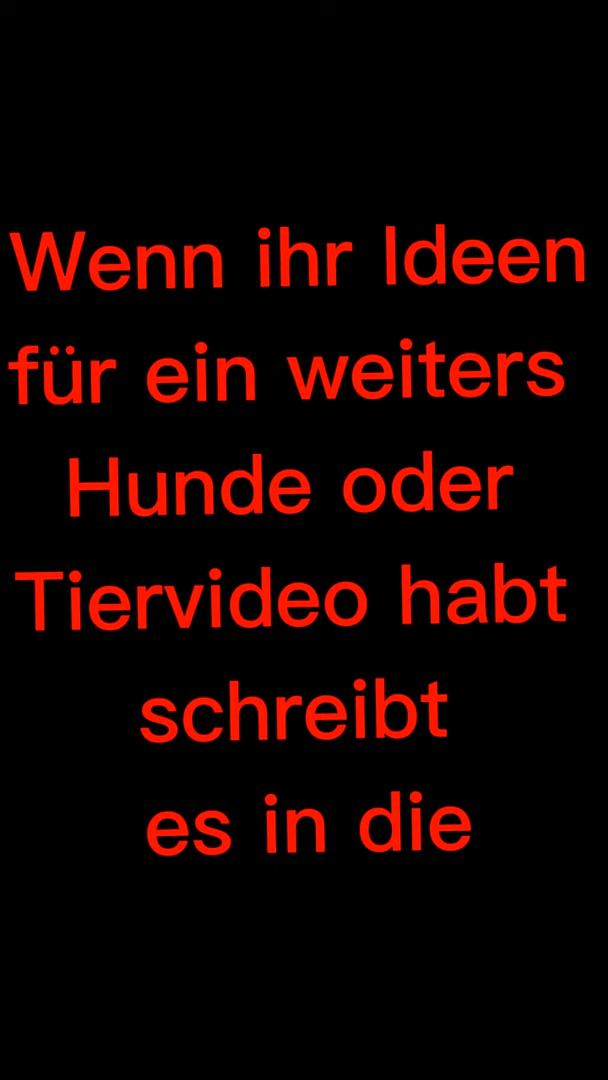 Wenn ihr Ideen
für ein weiters
Hunde oder
Tiervideo habt
schreibt
es in die